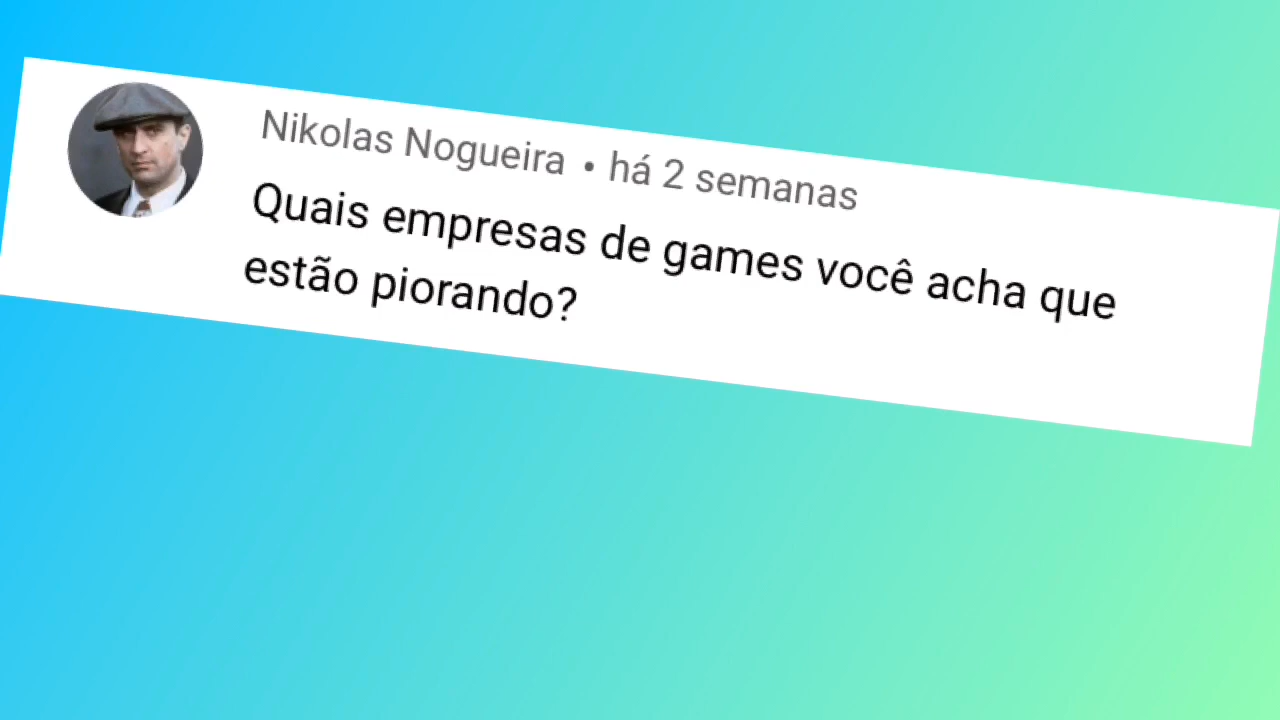 Nikolas Nogueira • há 2 semanas
Quais empresas de games você acha que
estão piorando?